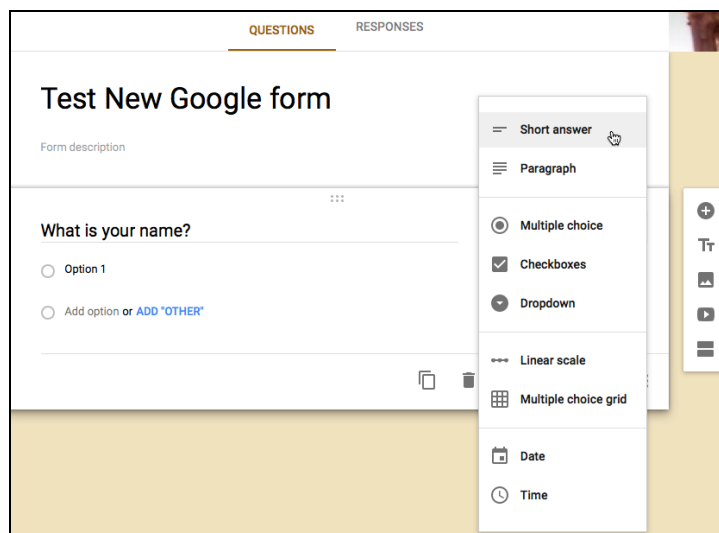 QUESTIONS RESPONSES
Test New Google form
Form description
What is your name?
Option 1
Add option or ADD "OTHER"
Short answer
Paragraph
Multiple choice
Checkboxes
Dropdown
Linear scale
Multiple choice grid
Date
Time
Tт